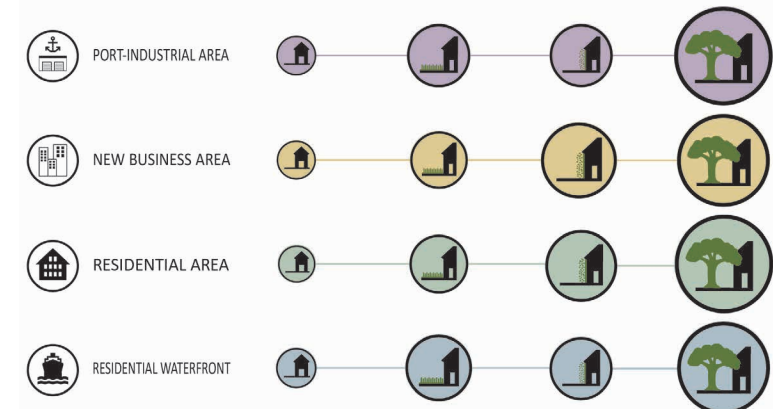 PORT-INDUSTRIAL AREA
NEW BUSINESS AREA
RESIDENTIAL AREA
RESIDENTIAL WATERFRONT